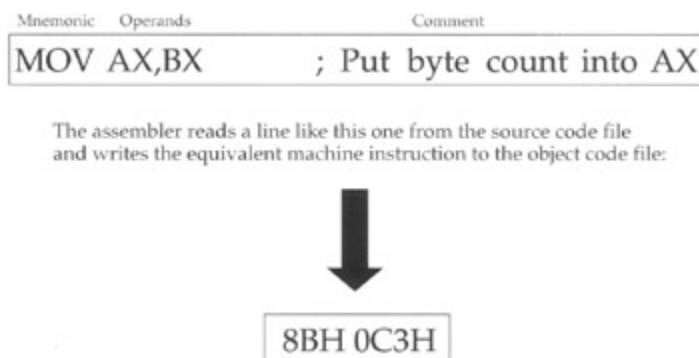 Mnemonic Operands Comment
MOV AX,BX ; Put byte count into AX
The assembler reads a line like this one from the source code file
and writes the equivalent machine instruction to the object code file:
8BH 0C3H